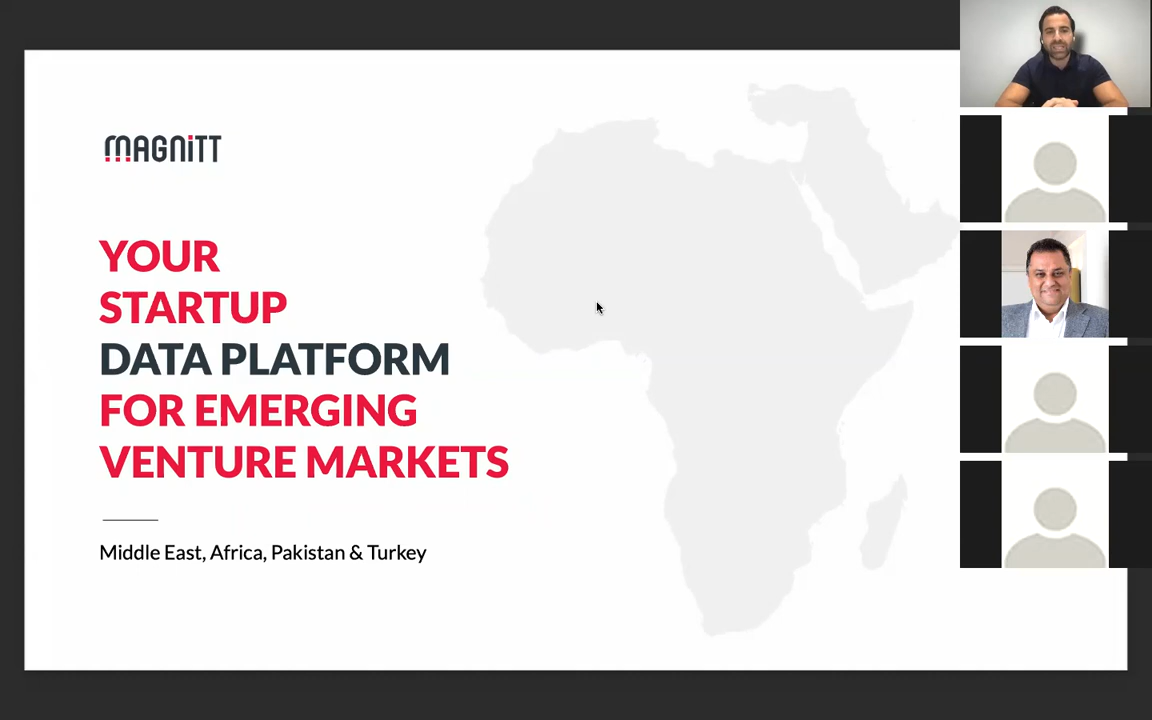 MAGNiTT
YOUR
STARTUP
DATA PLATFORM
FOR EMERGING
VENTURE MARKETS
Middle East, Africa, Pakistan & Turkey